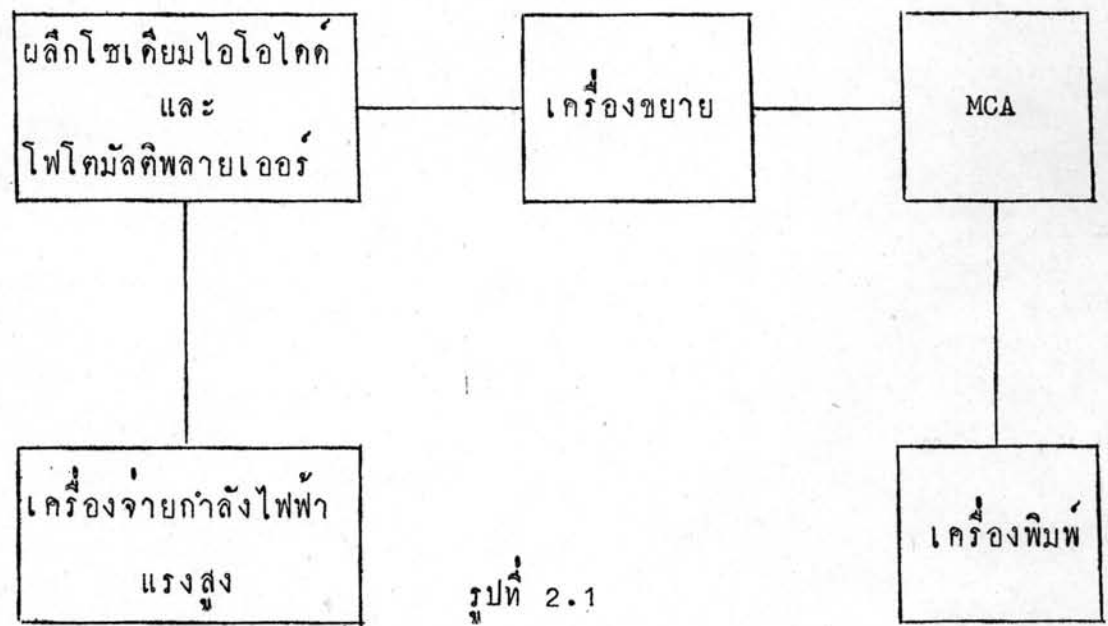 ผลึกโซเดียมไอโอไดด์
และ
โฟโตมัลติพลายเออร์
เครื่องขยาย
MCA
เครื่องจ่ายกำลังไฟฟ้า
แรงสูง
เครื่องพิมพ์
รูปที่ 2.1